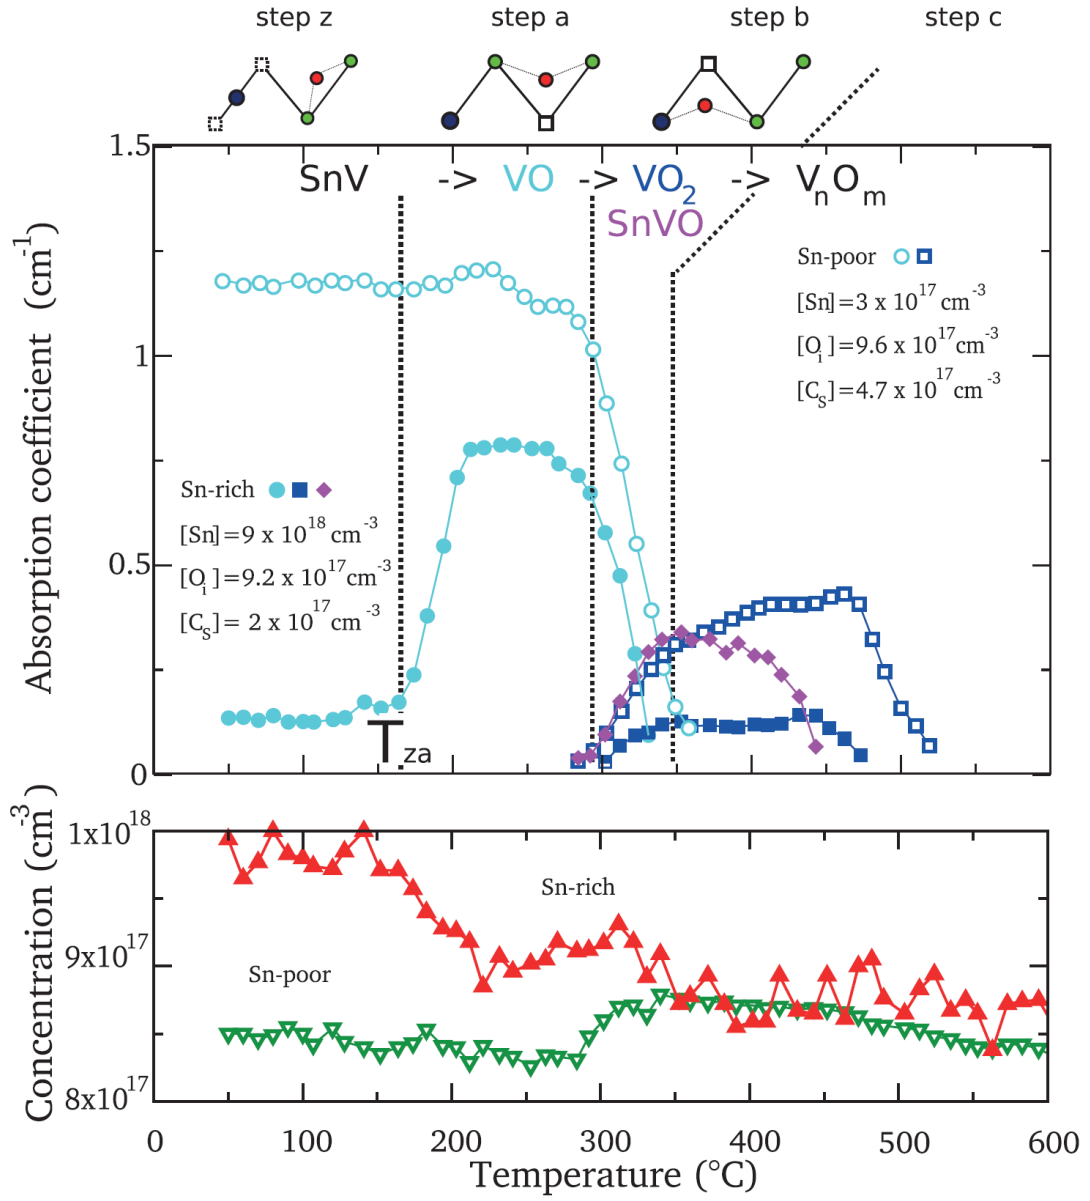 step z step a step b step c
1.5
SnV -> VO -> VO2 -> VnOm
SnVO
Sn-poor
[Sn]=3 x 10^17 cm^-3
[Oi]=9.6 x 10^17 cm^-3
[CS]=4.7 x 10^17 cm^-3
1
Sn-rich
[Sn]=9 x 10^18 cm^-3
[Oi]=9.2 x 10^17 cm^-3
[CS]= 2 x 10^17 cm^-3
0.5
Tza
0
Absorption coefficient (cm^-1)
1x10^18
Sn-rich
9x10^17
Sn-poor
8x10^17
Concentration (cm^-3)
0 100 200 300 400 500 600
Temperature (°C)